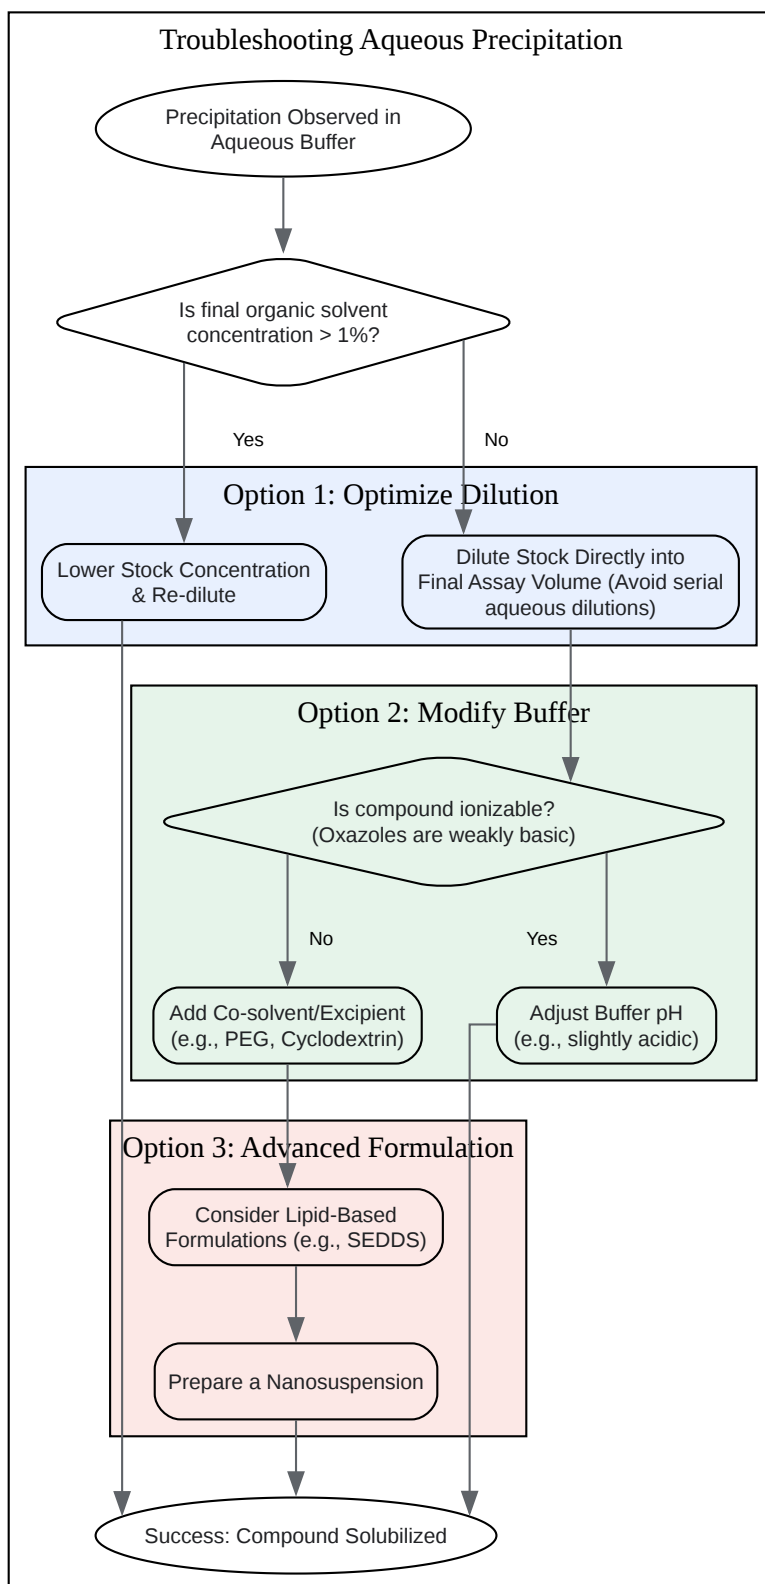 Troubleshooting Aqueous Precipitation
Precipitation Observed in
Aqueous Buffer
Is final organic solvent
concentration > 1%?
Yes
No
Option 1: Optimize Dilution
Lower Stock Concentration
& Re-dilute
Dilute Stock Directly into
Final Assay Volume (Avoid serial
aqueous dilutions)
Option 2: Modify Buffer
Is compound ionizable?
(Oxazoles are weakly basic)
No
Yes
Add Co-solvent/Excipient
(e.g., PEG, Cyclodextrin)
Adjust Buffer pH
(e.g., slightly acidic)
Option 3: Advanced Formulation
Consider Lipid-Based
Formulations (e.g., SEDDS)
Prepare a Nanosuspension
Success: Compound Solubilized